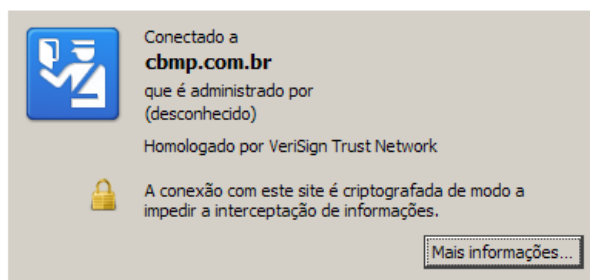 Conectado a
cbmp.com.br
que é administrado por
(desconhecido)
Homologado por VeriSign Trust Network
A conexão com este site é criptografada de modo a
impedir a interceptação de informações.
Mais informações...